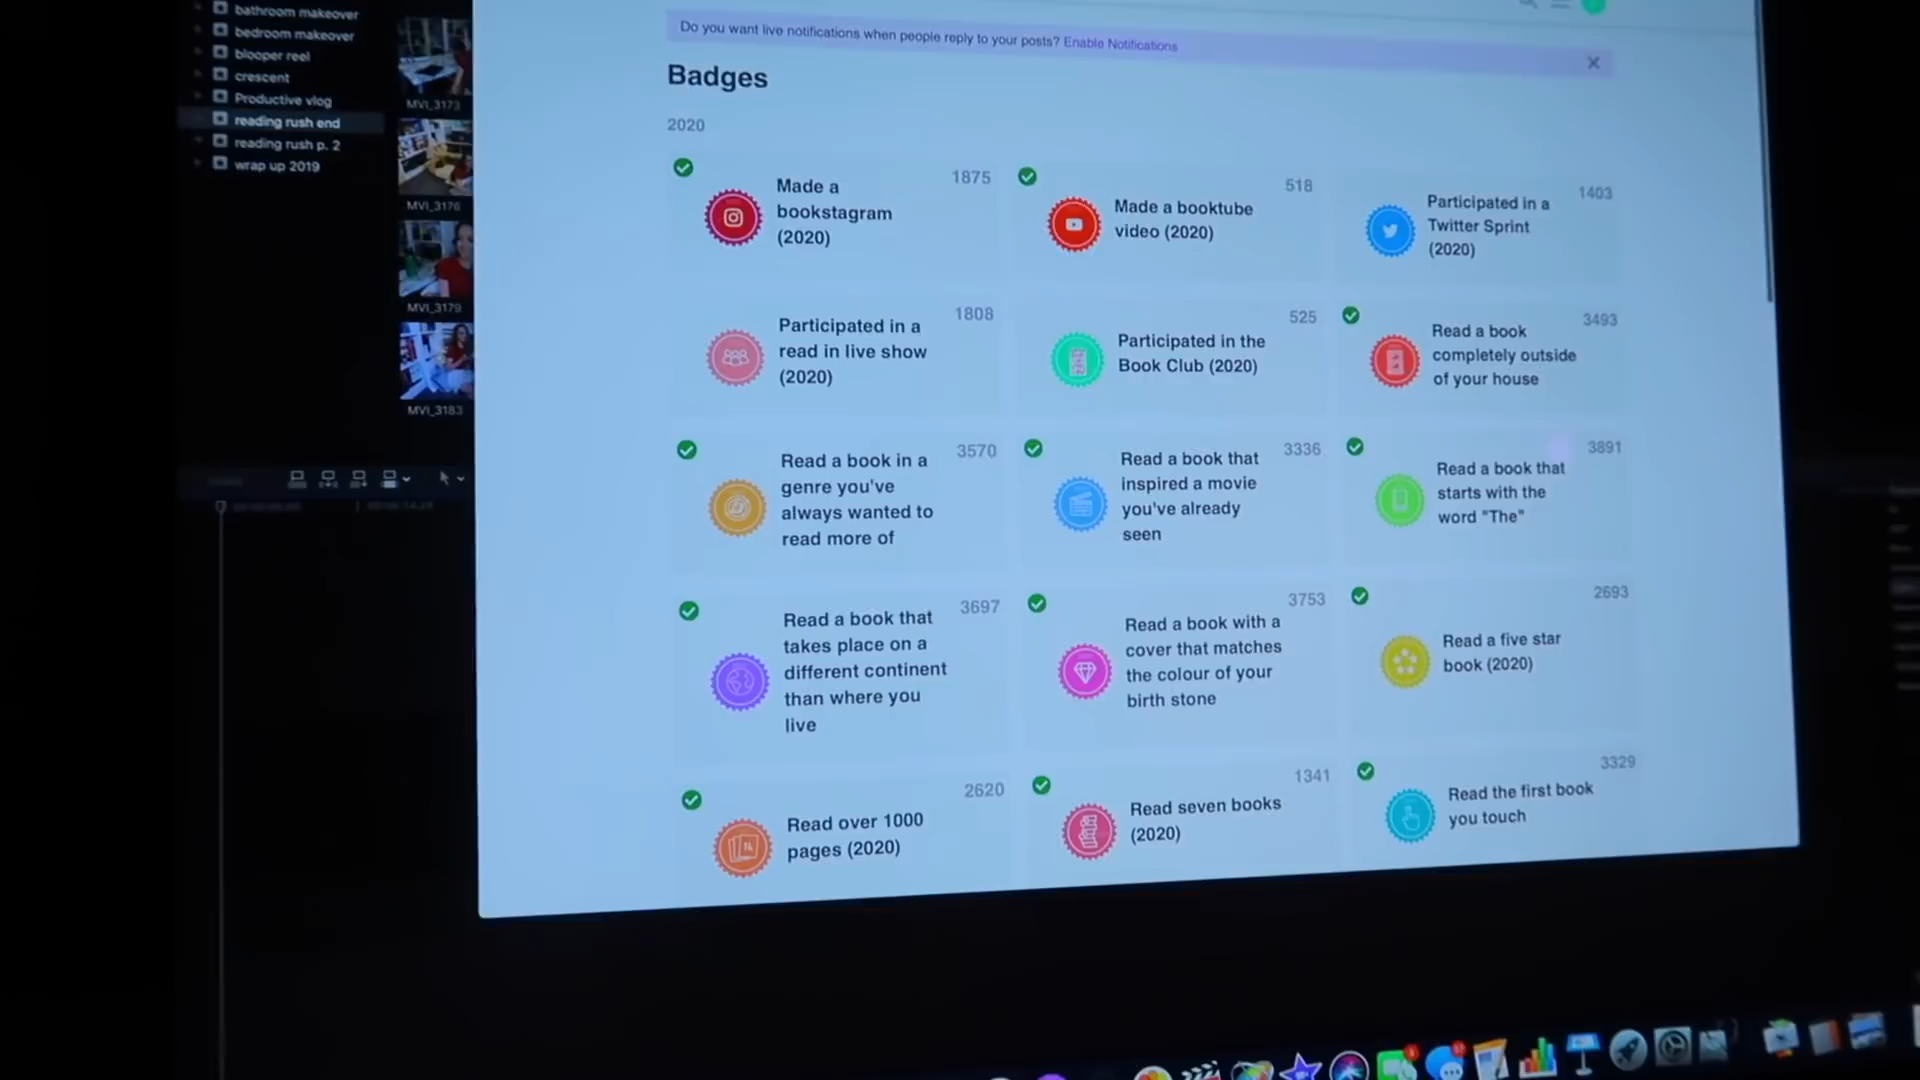 bathroom makeover
bedroom makeover
blooper reel
crescent
Productive vlog
reading rush end
reading rush p. 2
wrap up 2019
MVI_3173
MVI_3176
MVI_3179
MVI_3183
Do you want live notifications when people reply to your posts? Enable Notifications
Badges
2020
Made a
bookstagram
(2020)
1875
Made a booktube
video (2020)
518
Participated in a
Twitter Sprint
(2020)
1403
Participated in a
read in live show
(2020)
1808
Participated in the
Book Club (2020)
525
Read a book
completely outside
of your house
3493
Read a book in a
genre you've
always wanted to
read more of
3570
Read a book that
inspired a movie
you've already
seen
3336
Read a book that
starts with the
word "The"
3891
Read a book that
takes place on a
different continent
than where you
live
3697
Read a book with a
cover that matches
the colour of your
birth stone
3753
Read a five star
book (2020)
2693
Read over 1000
pages (2020)
2620
Read seven books
(2020)
1341
Read the first book
you touch
3329